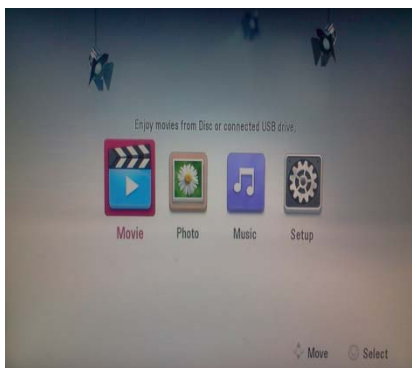 Enjoy movies from Disc or connected USB drive.
Movie Photo Music Setup
Move Select